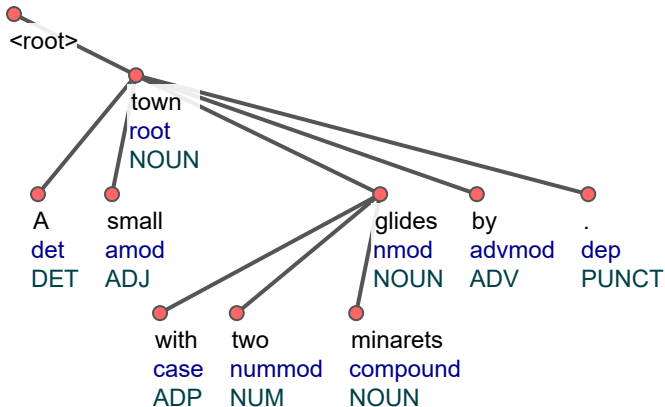 <root>
town
root
NOUN
A small glides by .
det amod nmod advmod dep
DET ADJ NOUN ADV PUNCT
with two minarets
case nummod compound
ADP NUM NOUN